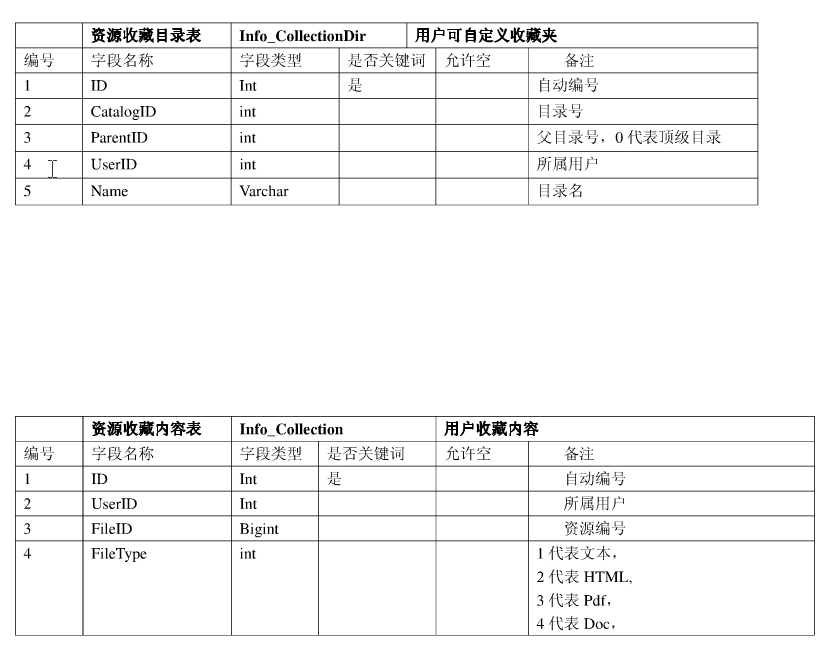 资源收藏目录表 Info_CollectionDir 用户可自定义收藏夹
编号 字段名称 字段类型 是否关键词 允许空 备注
1 ID Int 是 自动编号
2 CatalogID int 目录号
3 ParentID int 父目录号，0 代表顶级目录
4 UserID int 所属用户
5 Name Varchar 目录名
资源收藏内容表 Info_Collection 用户收藏内容
编号 字段名称 字段类型 是否关键词 允许空 备注
1 ID Int 是 自动编号
2 UserID Int 所属用户
3 FileID Bigint 资源编号
4 FileType int 1 代表文本，
2 代表 HTML,
3 代表 Pdf，
4 代表 Doc，